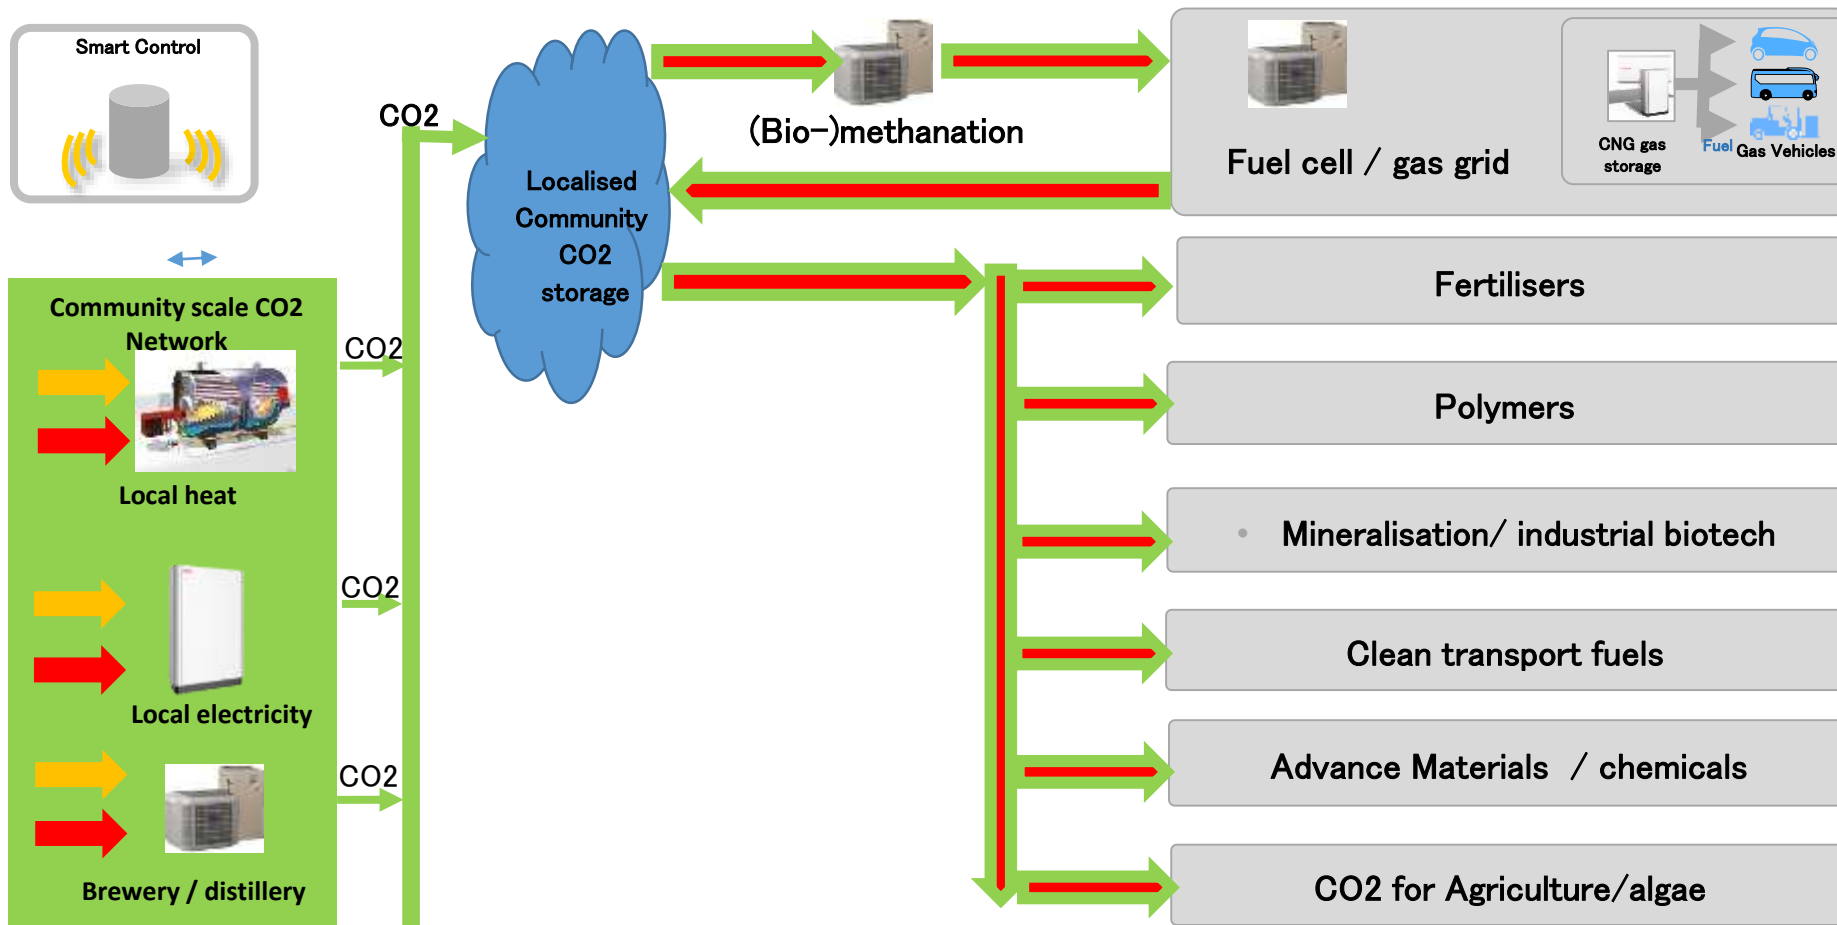 Smart Control
CO2
Localised
Community
CO2
storage
(Bio-)methanation
Fuel cell / gas grid
CNG gas
storage
Fuel
Gas Vehicles
Community scale CO2
Network
CO2
Local heat
CO2
Local electricity
CO2
Brewery / distillery
Fertilisers
Polymers
• Mineralisation/ industrial biotech
Clean transport fuels
Advance Materials / chemicals
CO2 for Agriculture/algae